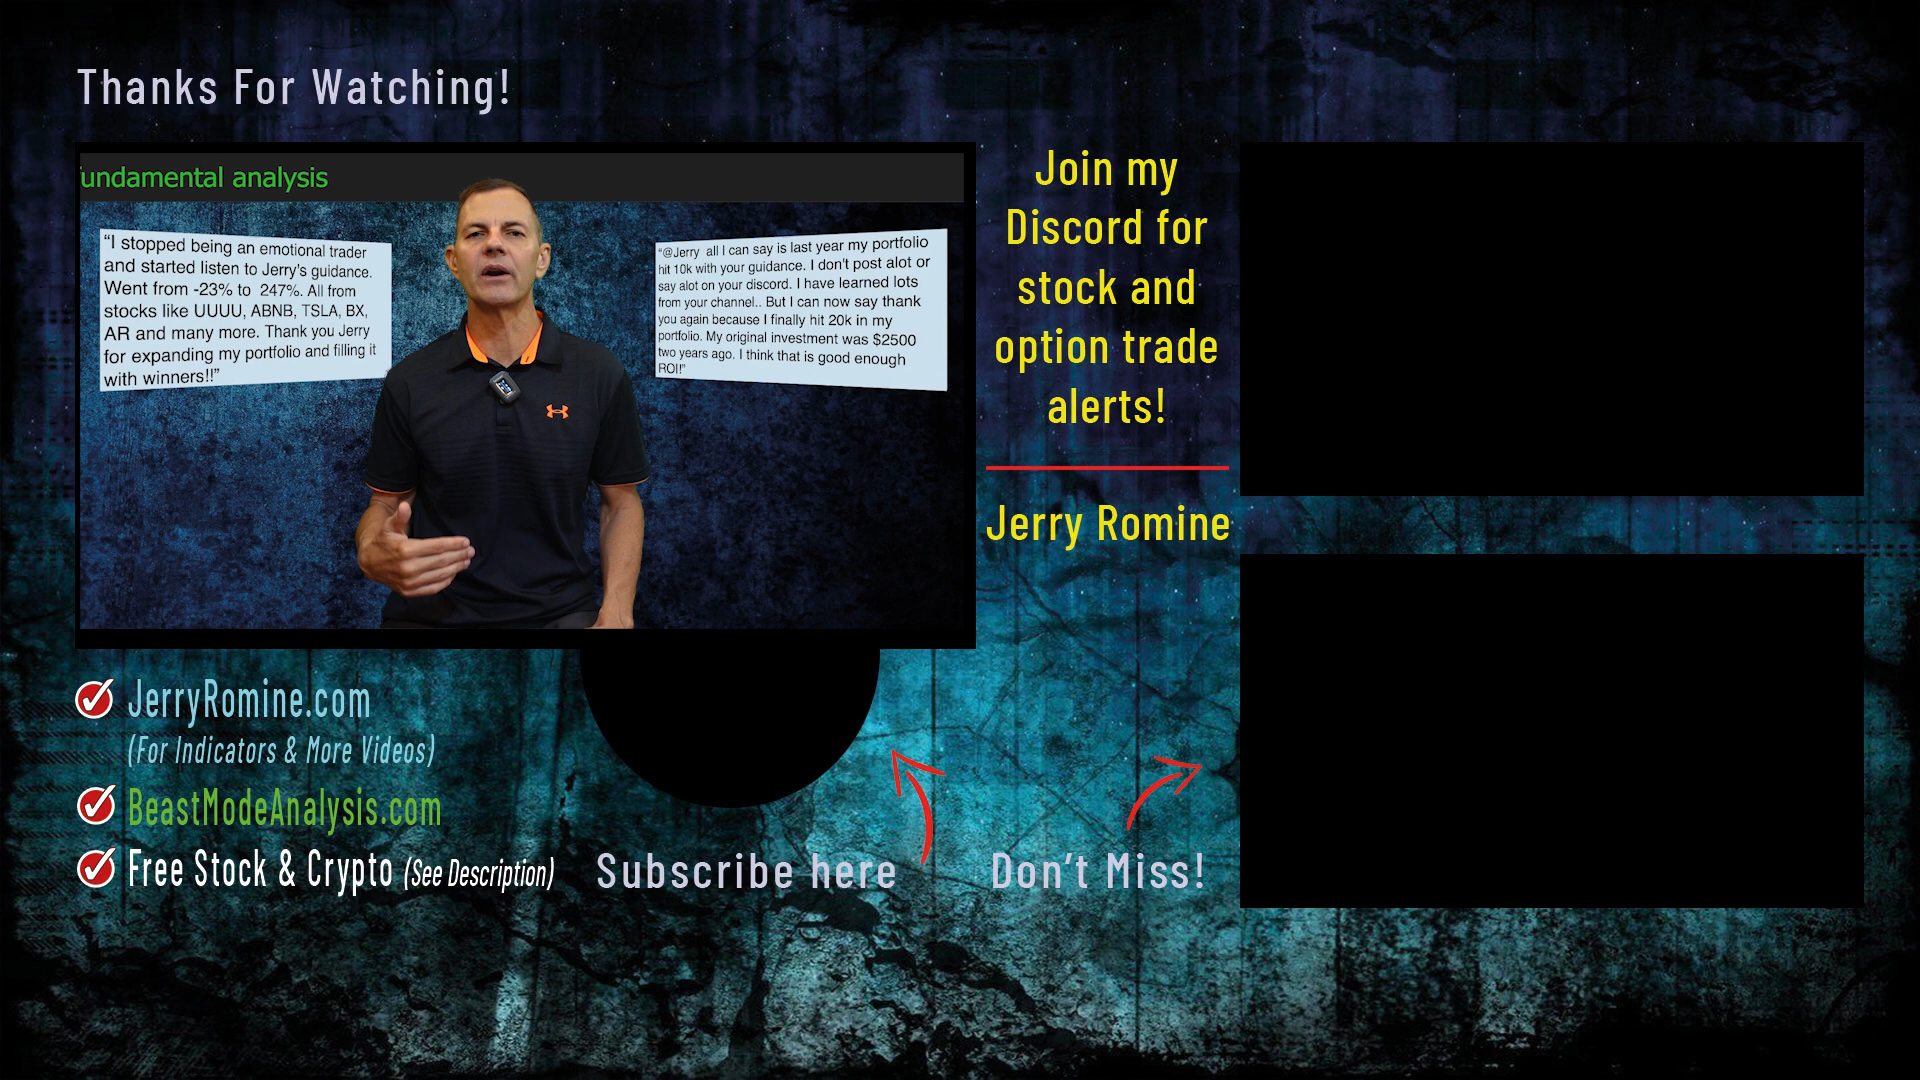 Thanks For Watching!
undamental analysis
“I stopped being an emotional trader
and started listen to Jerry's guidance.
Went from -23% to 247%. All from
stocks like UUUU, ABNB, TSLA, BX,
AR and many more. Thank you Jerry
for expanding my portfolio and filling it
with winners!!”
“@Jerry all I can say is last year my portfolio
hit 10k with your guidance. I don't post alot or
say alot on your discord. I have learned lots
from your channel.. But I can now say thank
you again because I finally hit 20k in my
portfolio. My original investment was $2500
two years ago. I think that is good enough
ROI!”
Join my
Discord for
stock and
option trade
alerts!
Jerry Romine
JerryRomine.com
(For Indicators & More Videos)
BeastModeAnalysis.com
Free Stock & Crypto (See Description)
Subscribe here
Don’t Miss!